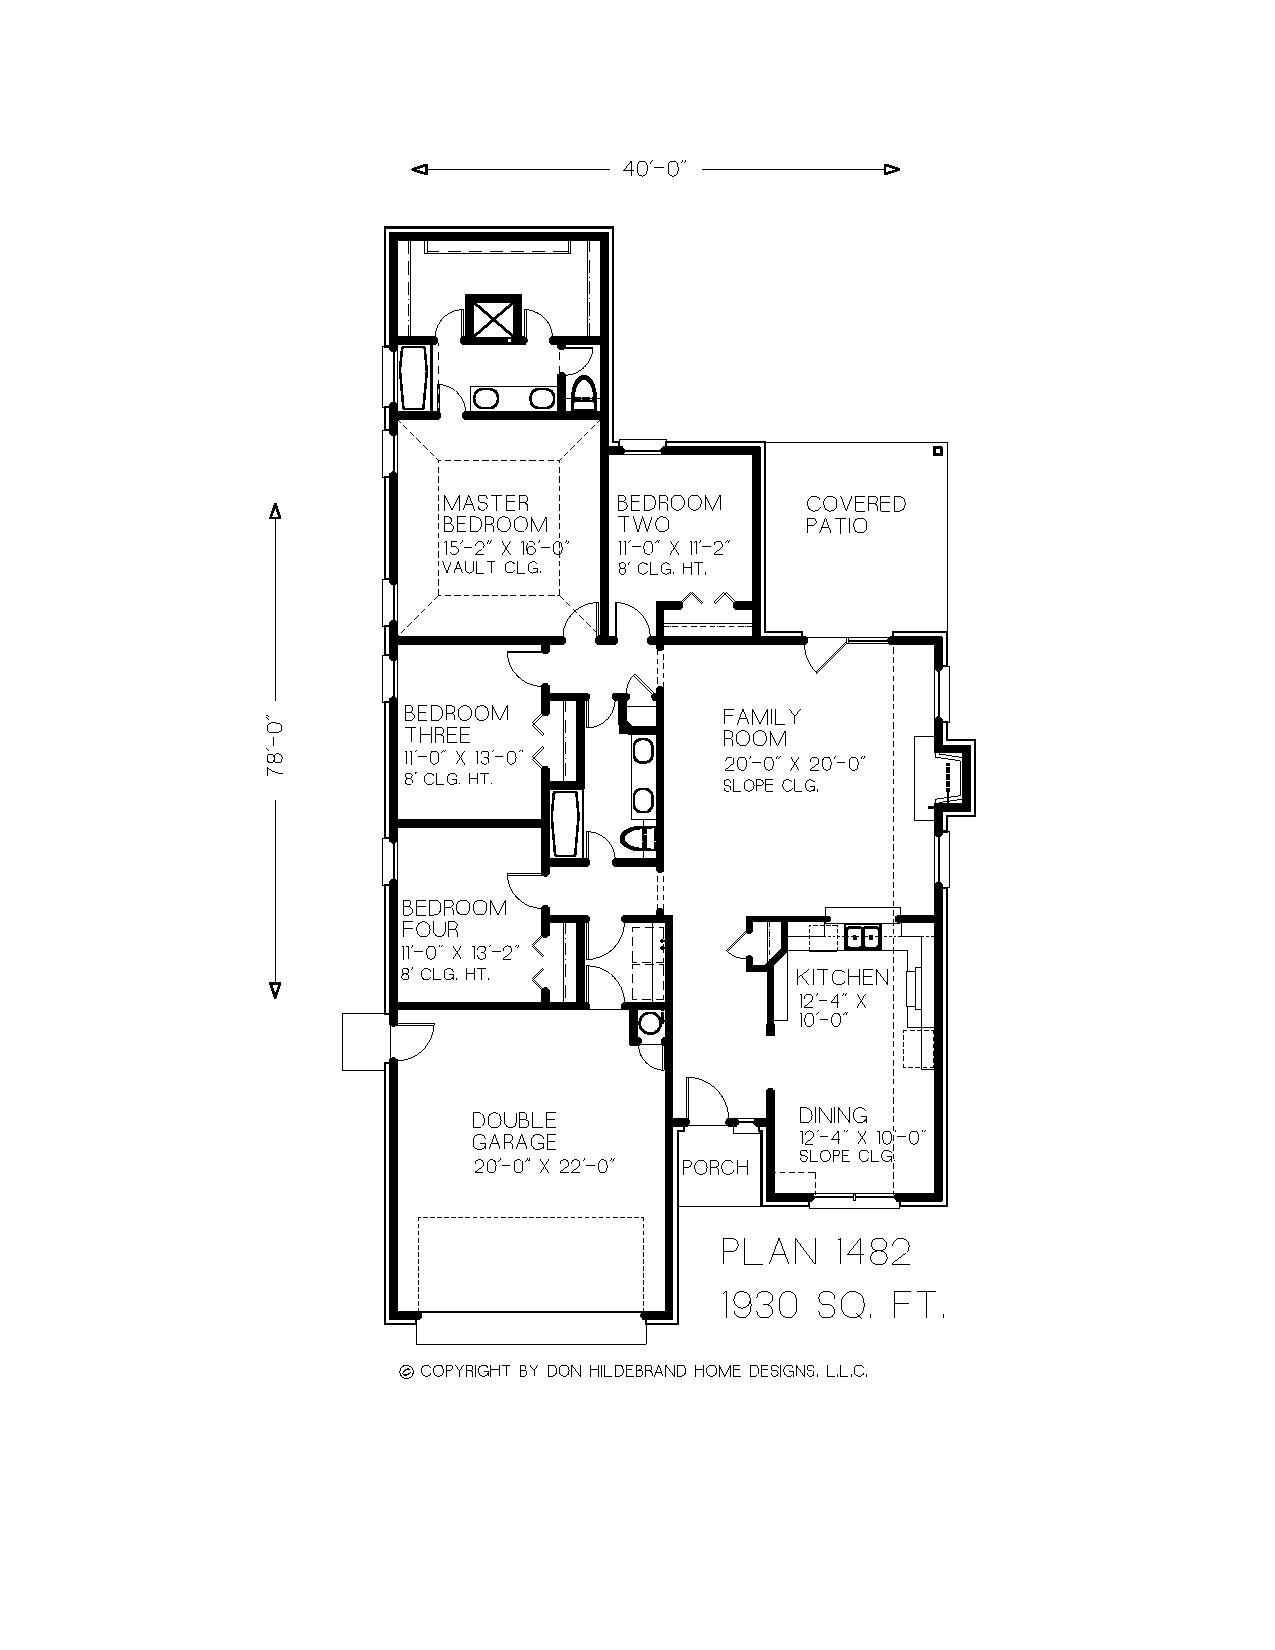 40'-0"
MASTER
BEDROOM
15'-2" X 16'-0"
VAULT CLG.
BEDROOM
TWO
11'-0" X 11'-2"
8' CLG. HT.
COVERED
PATIO
78'-0"
BEDROOM
THREE
11'-0" X 13'-0"
8' CLG. HT.
FAMILY
ROOM
20'-0" X 20'-0"
SLOPE CLG.
BEDROOM
FOUR
11'-0" X 13'-2"
8' CLG. HT.
KITCHEN
12'-4" X
10'-0"
DOUBLE
GARAGE
20'-0" X 22'-0"
DINING
12'-4" X 10'-0"
SLOPE CLG.
PORCH
PLAN 1482
1930 SQ. FT.
© COPYRIGHT BY DON HILDEBRAND HOME DESIGNS. L.L.C.